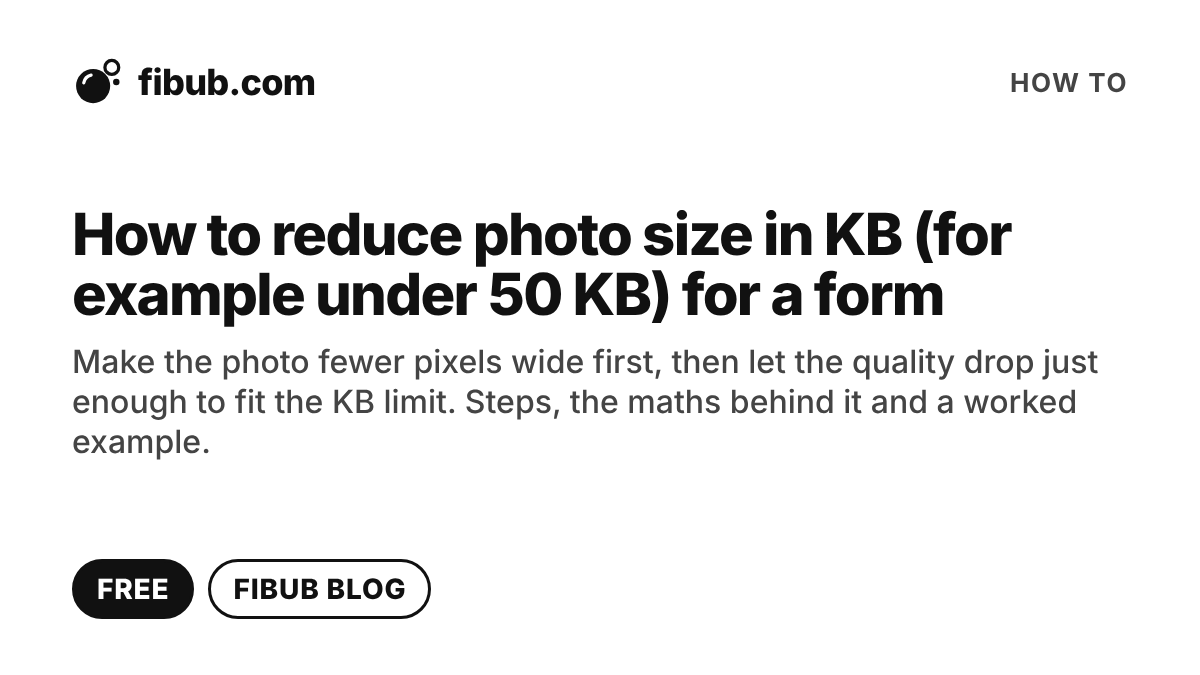 fibub.com
HOW TO
How to reduce photo size in KB (for
example under 50 KB) for a form
Make the photo fewer pixels wide first, then let the quality drop just
enough to fit the KB limit. Steps, the maths behind it and a worked
example.
FREE
FIBUB BLOG